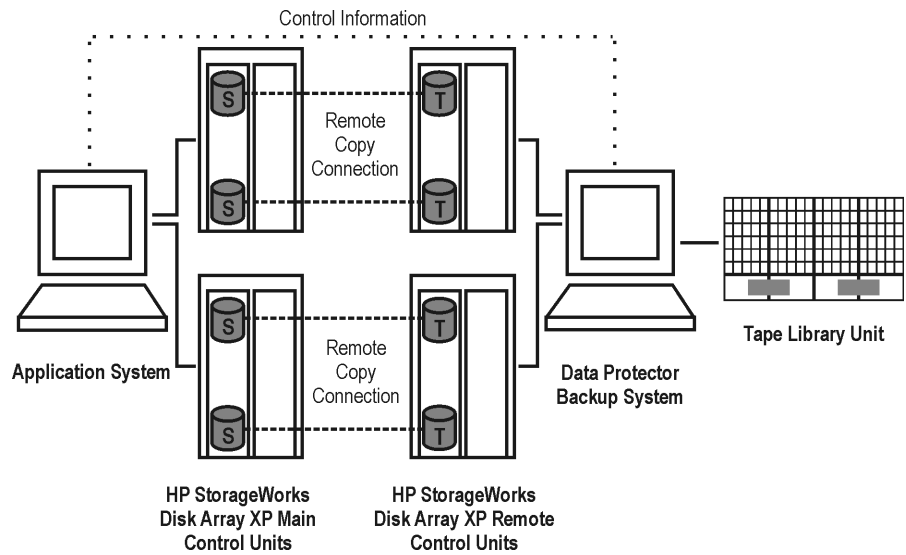 Control Information
S
T
Remote
Copy
Connection
S
T
S
T
Remote
Copy
Connection
S
T
Application System
Data Protector
Backup System
Tape Library Unit
HP StorageWorks
Disk Array XP Main
Control Units
HP StorageWorks
Disk Array XP Remote
Control Units